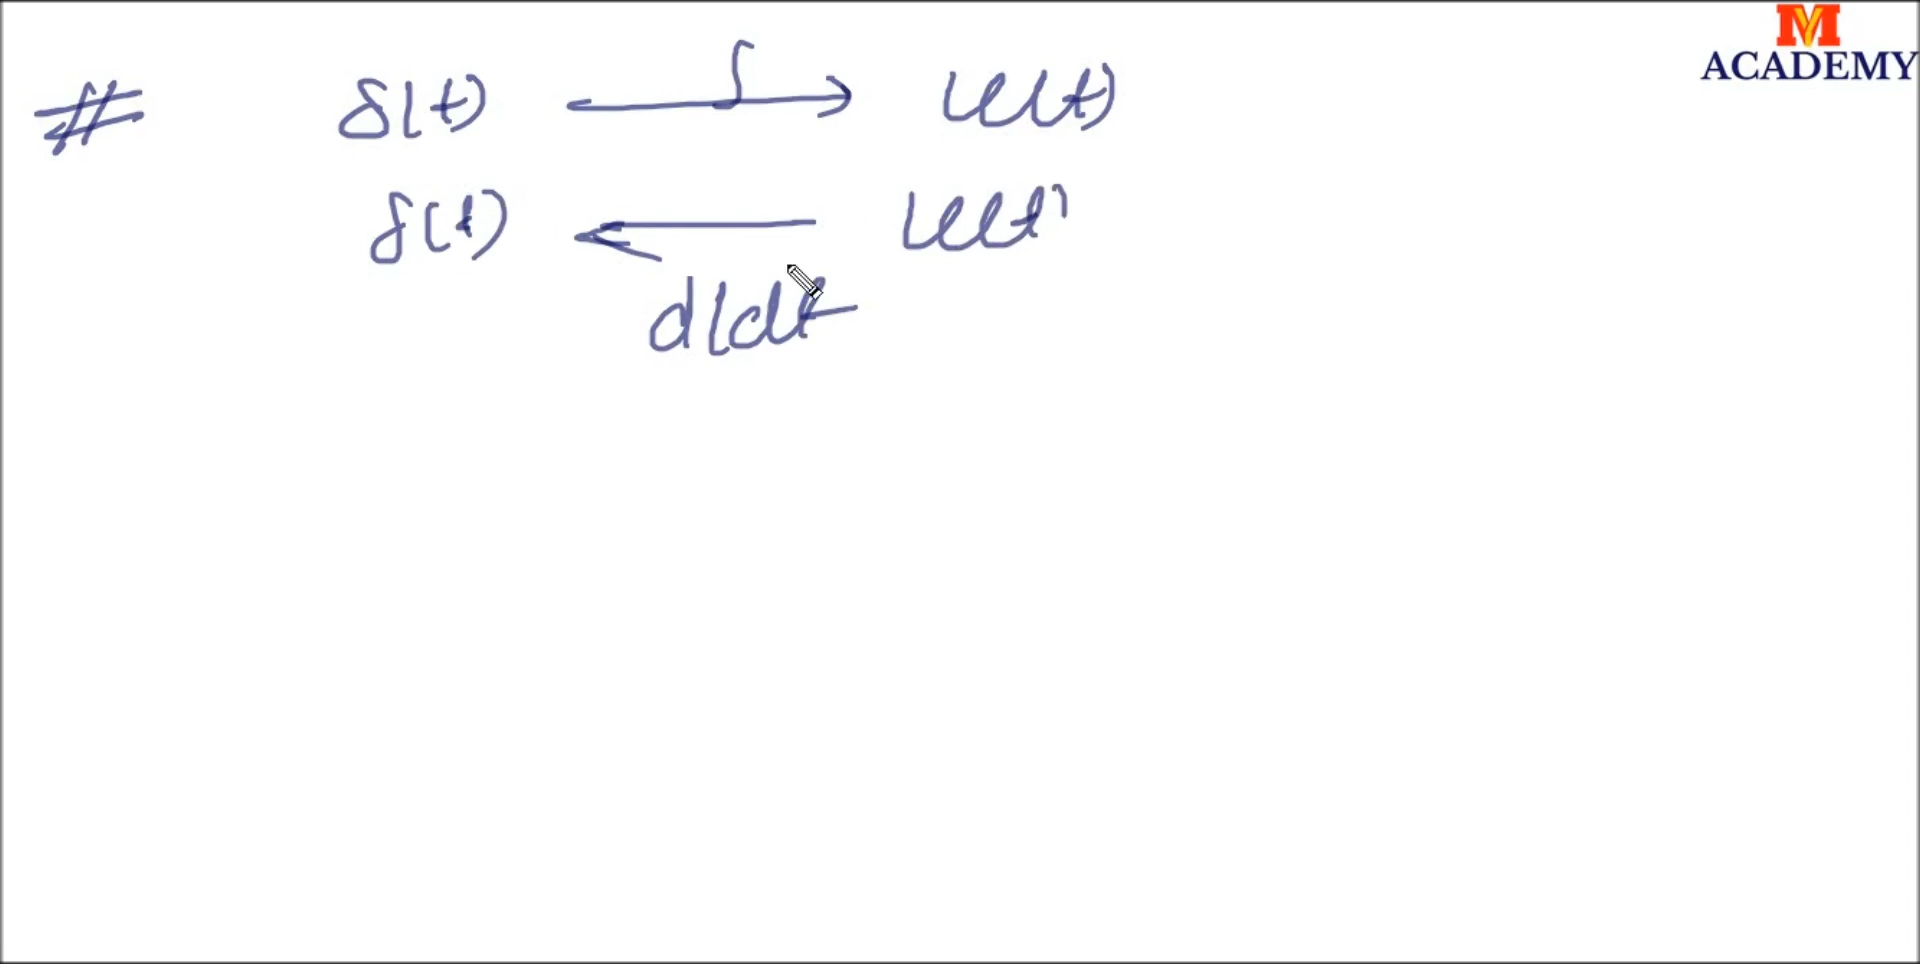 M
ACADEMY
# δ(t) ⟷ ∫ u(t)
δ(t) ← u(t)
d/dt